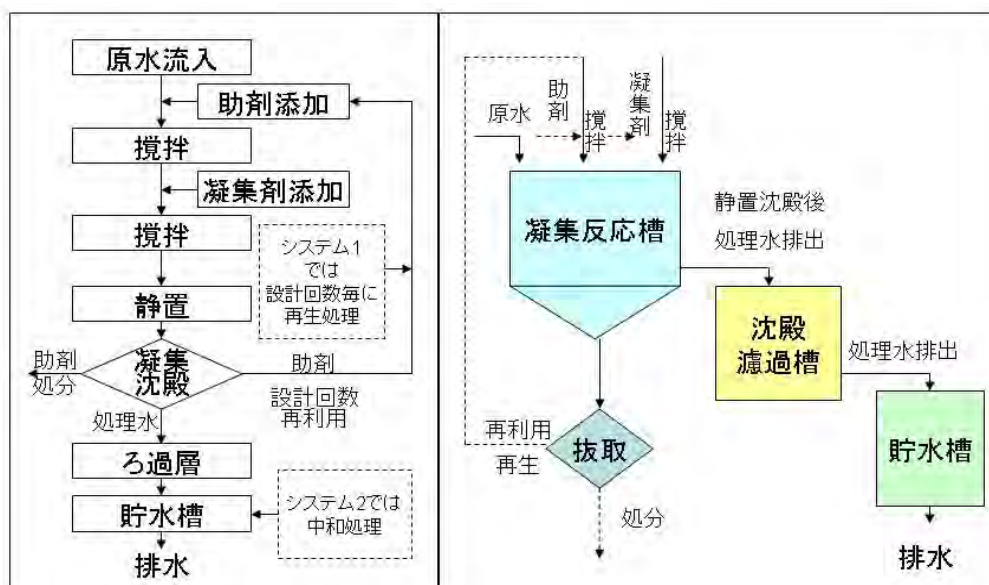 原水流入
助剤添加
撹拌
凝集剤添加
撹拌
システム1
では
設計回数毎に
再生処理
静置
助剤
処分
凝集
沈殿
助剤
設計回数
再利用
処理水
ろ過層
貯水槽
システム2では
中和処理
排水
原水
助剤
撹拌
凝集剤
撹拌
凝集反応槽
静置沈殿後
処理水排出
沈殿
濾過槽
処理水排出
再利用
再生
抜取
処分
貯水槽
排水